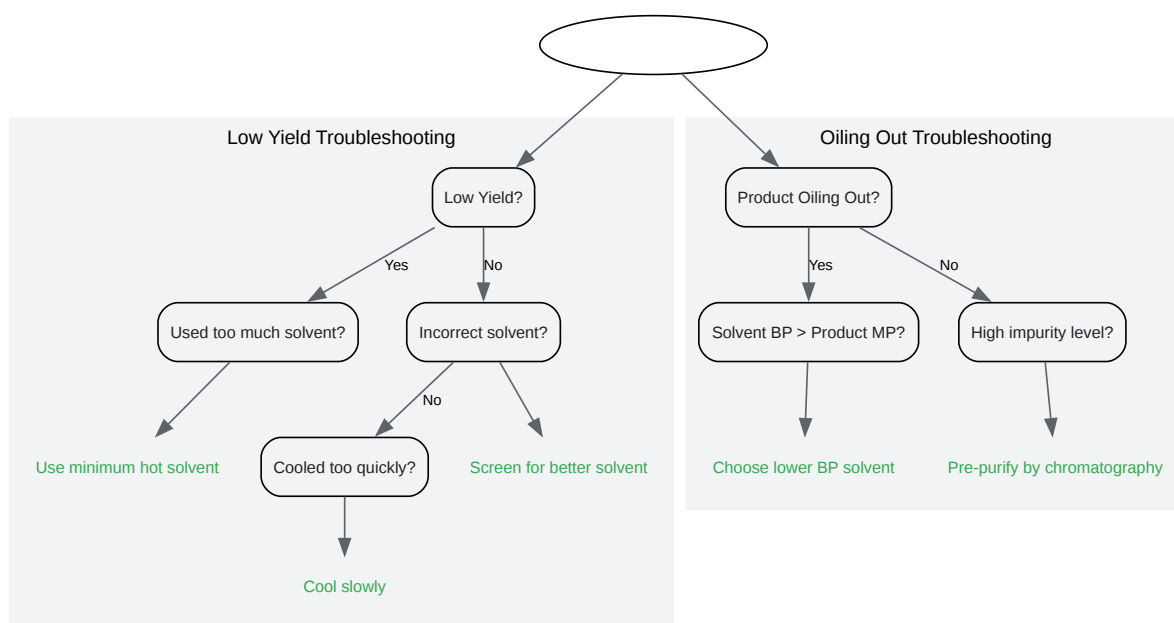 Low Yield Troubleshooting
Oiling Out Troubleshooting
Low Yield?
Product Oiling Out?
Yes
No
Yes
No
Used too much solvent?
Incorrect solvent?
Solvent BP > Product MP?
High impurity level?
No
Use minimum hot solvent
Cooled too quickly?
Screen for better solvent
Choose lower BP solvent
Pre-purify by chromatography
Cool slowly